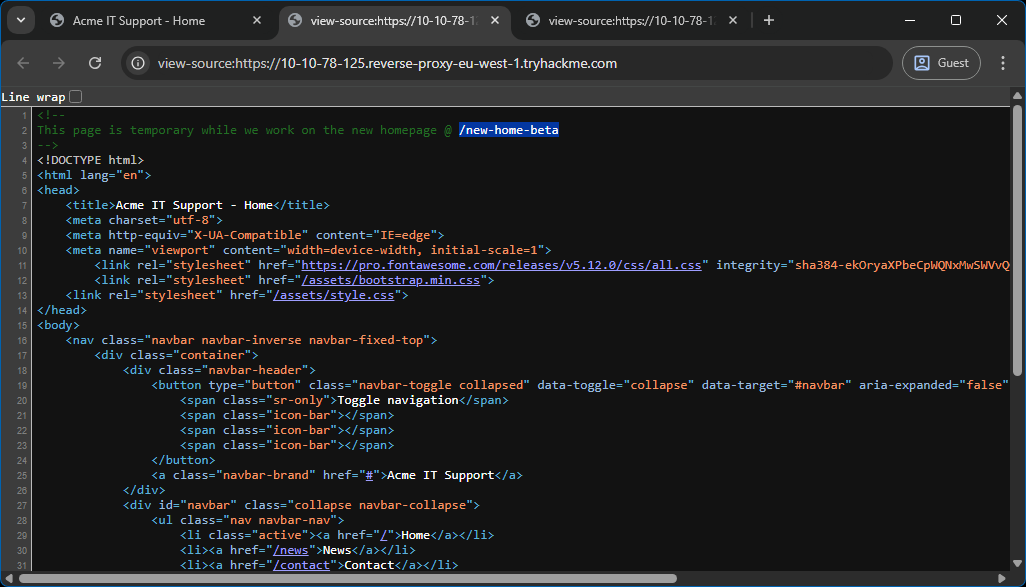 Acme IT Support - Home
view-source:https://10-10-78-1
view-source:https://10-10-78-1
view-source:https://10-10-78-125.reverse-proxy-eu-west-1.tryhackme.com
Guest
Line wrap
1 <!--
2 This page is temporary while we work on the new homepage @ /new-home-beta
3 -->
4 <!DOCTYPE html>
5 <html lang="en">
6 <head>
7 <title>Acme IT Support - Home</title>
8 <meta charset="utf-8">
9 <meta http-equiv="X-UA-Compatible" content="IE=edge">
10 <meta name="viewport" content="width=device-width, initial-scale=1">
11 <link rel="stylesheet" href="https://pro.fontawesome.com/releases/v5.12.0/css/all.css" integrity="sha384-ekOryaXPbeCpWQNxMwSWVvQ
12 <link rel="stylesheet" href="/assets/bootstrap.min.css">
13 <link rel="stylesheet" href="/assets/style.css">
14 </head>
15 <body>
16 <nav class="navbar navbar-inverse navbar-fixed-top">
17 <div class="container">
18 <div class="navbar-header">
19 <button type="button" class="navbar-toggle collapsed" data-toggle="collapse" data-target="#navbar" aria-expanded="false"
20 <span class="sr-only">Toggle navigation</span>
21 <span class="icon-bar"></span>
22 <span class="icon-bar"></span>
23 <span class="icon-bar"></span>
24 </button>
25 <a class="navbar-brand" href="#">Acme IT Support</a>
26 </div>
27 <div id="navbar" class="collapse navbar-collapse">
28 <ul class="nav navbar-nav">
29 <li class="active"><a href="/">Home</a></li>
30 <li><a href="/news">News</a></li>
31 <li><a href="/contact">Contact</a></li>